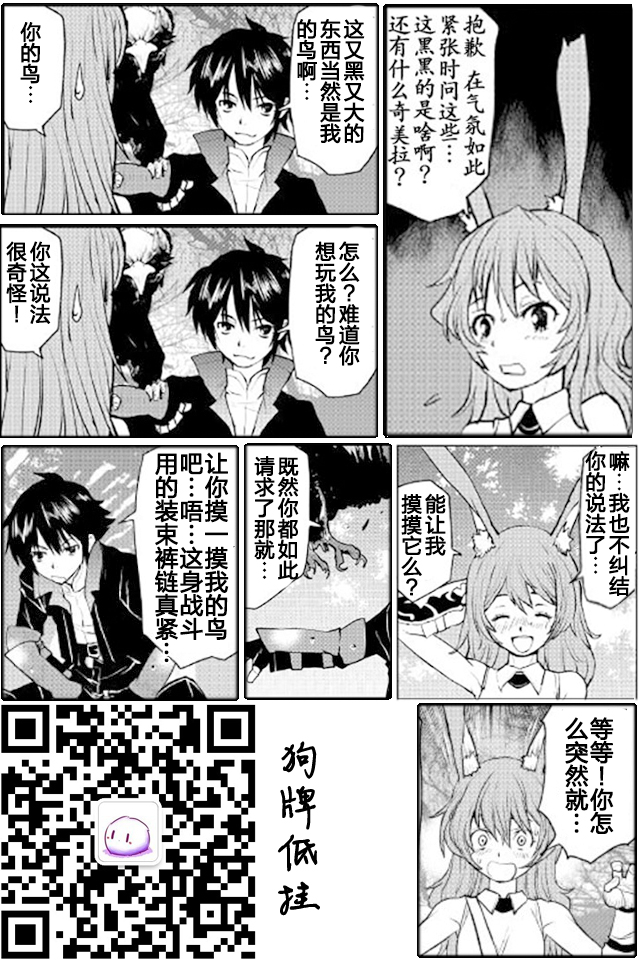 抱歉 在气氛如此
紧张时问这些…
这黑黑的是啥啊？
还有什么奇美拉？
这又黑又大的
东西当然是我
的鸟啊…
你的鸟…
怎么？难道你
想玩我的鸟？
你这说法
很奇怪！
嘛…我也不纠结
你的说法了…
能让我
摸摸它么？
既然你都如此
请求了那就…
让你摸一摸我的鸟
吧…唔…这身战斗
用的装束裤链真紧…
等等！你怎
么突然就…
狗牌低挂